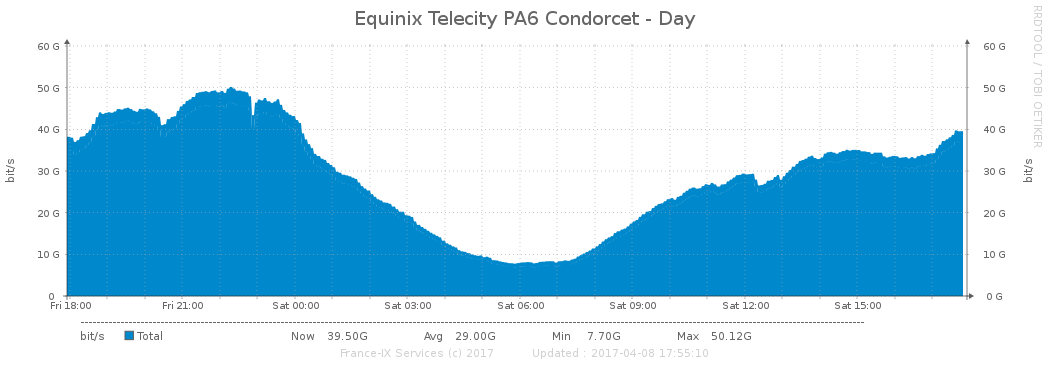 Equinix Telecity PA6 Condorcet - Day
RRDTOOL / TOBI OETIKER
60 G 60 G
50 G 50 G
40 G 40 G
30 G 30 G
20 G 20 G
10 G 10 G
0 0 G
bit/s bit/s
Fri 18:00 Fri 21:00 Sat 00:00 Sat 03:00 Sat 06:00 Sat 09:00 Sat 12:00 Sat 15:00
bit/s Total Now 39.50G Avg 29.00G Min 7.70G Max 50.12G
France-IX Services (c) 2017 Updated : 2017-04-08 17:55:10